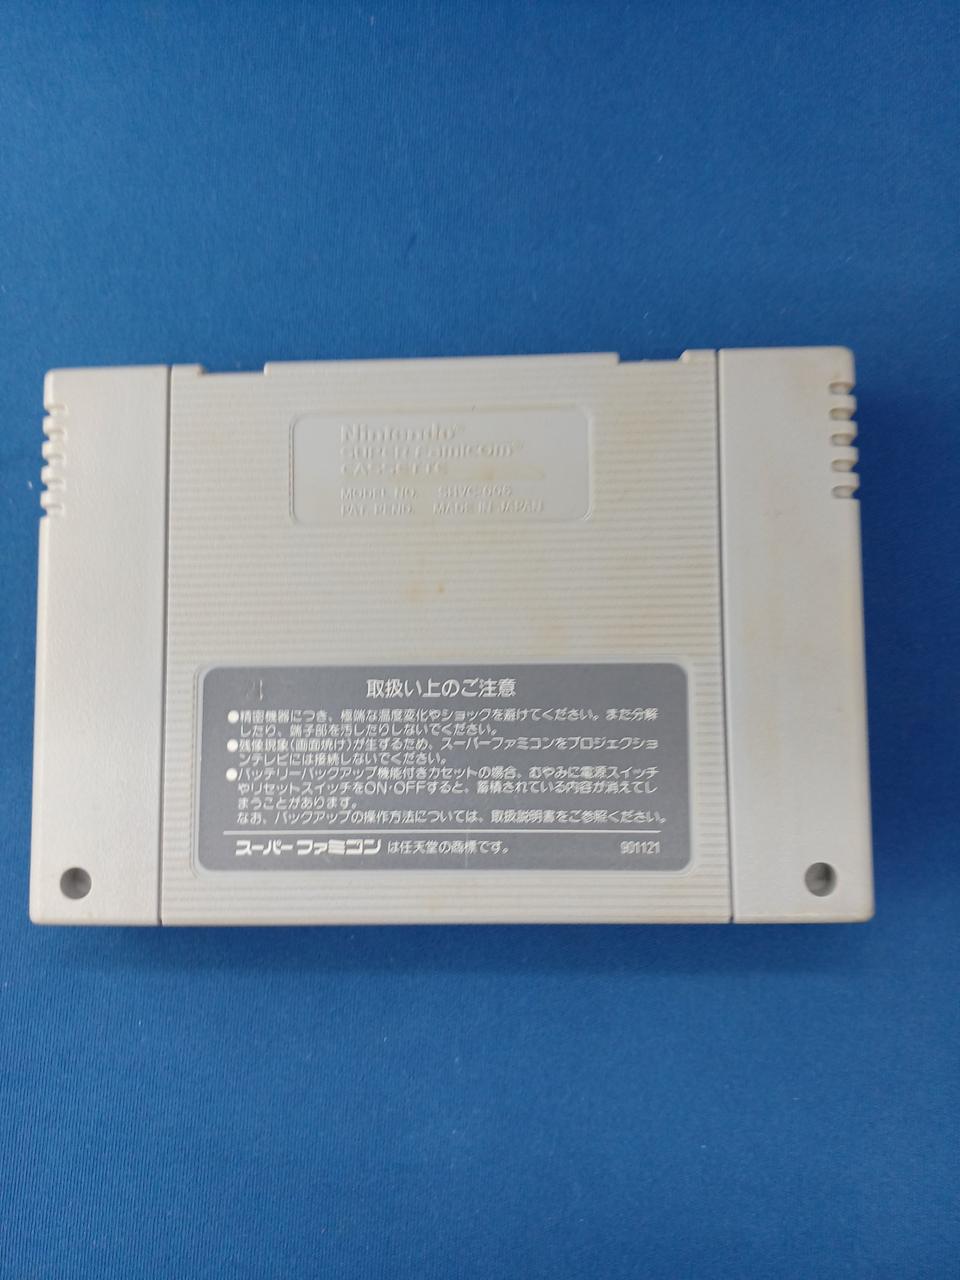 Nintendo®
SUPER Famicom®
CASSETTE
MODEL NO. SHVC-006
PAT. PEND. MADE IN JAPAN
取扱い上のご注意
●精密機器につき、極端な温度変化やショックを避けてください。また分解
したり、端子部を汚したりしないでください。
●残像現象(画面焼け)が生ずるため、スーパーファミコンをプロジェクショ
ンテレビには接続しないでください。
●バッテリーバックアップ機能付きカセットの場合、むやみに電源スイッチ
やリセットスイッチをON・OFFすると、蓄積されている内容が消えてし
まうことがあります。
なお、バックアップの操作方法については、取扱説明書をご参照ください。
スーパーファミコン は任天堂の商標です。 901121